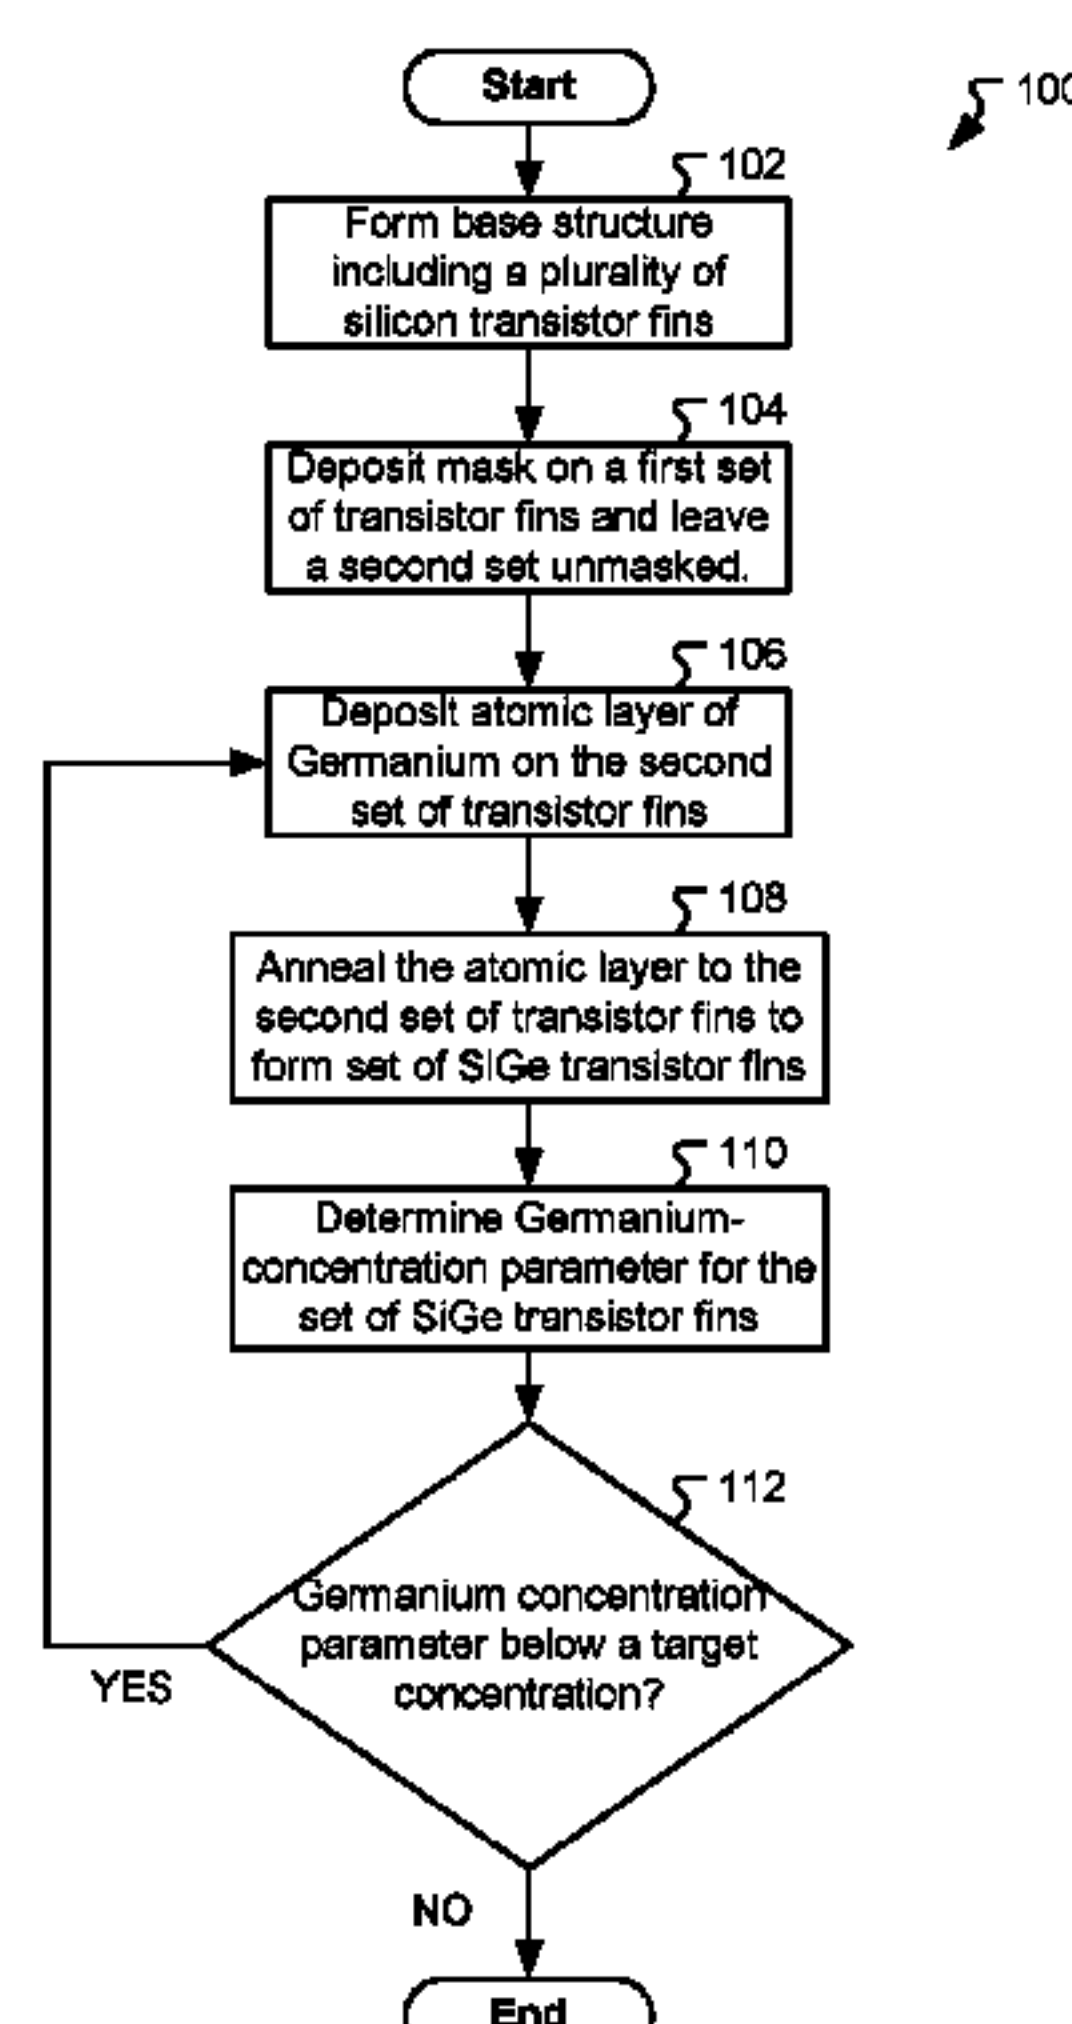 Start
100
102
Form base structure
including a plurality of
silicon transistor fins
104
Deposit mask on a first set
of transistor fins and leave
a second set unmasked.
106
Deposit atomic layer of
Germanium on the second
set of transistor fins
108
Anneal the atomic layer to the
second set of transistor fins to
form set of SiGe transistor fins
110
Determine Germanium-
concentration parameter for the
set of SiGe transistor fins
112
Germanium concentration
parameter below a target
concentration?
YES
NO
End